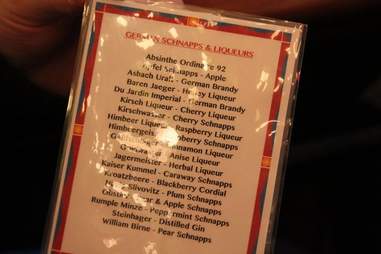 GERMAN SCHNAPPS & LIQUEURS
Absinthe Ordinaire 92
Apfel Schnapps - Apple
Asbach Uralt - German Brandy
Baren Jaeger - Honey Liqueur
Du Jardin Imperial - German Brandy
Kirsch Liqueur - Cherry Liqueur
Kirschwasser - Cherry Schnapps
Himbeer Liqueur - Raspberry Liqueur
Raspberry Schnapps
Cinnamon Liqueur
Anise Liqueur
Jagermeister - Herbal Liqueur
Kaiser Kummel - Caraway Schnapps
Kroatzbeere - Blackberry Cordial
Slivovitz - Plum Schnapps
& Apple Schnapps
Rumple Minze - Peppermint Schnapps
Steinhager - Distilled Gin
William Birne - Pear Schnapps